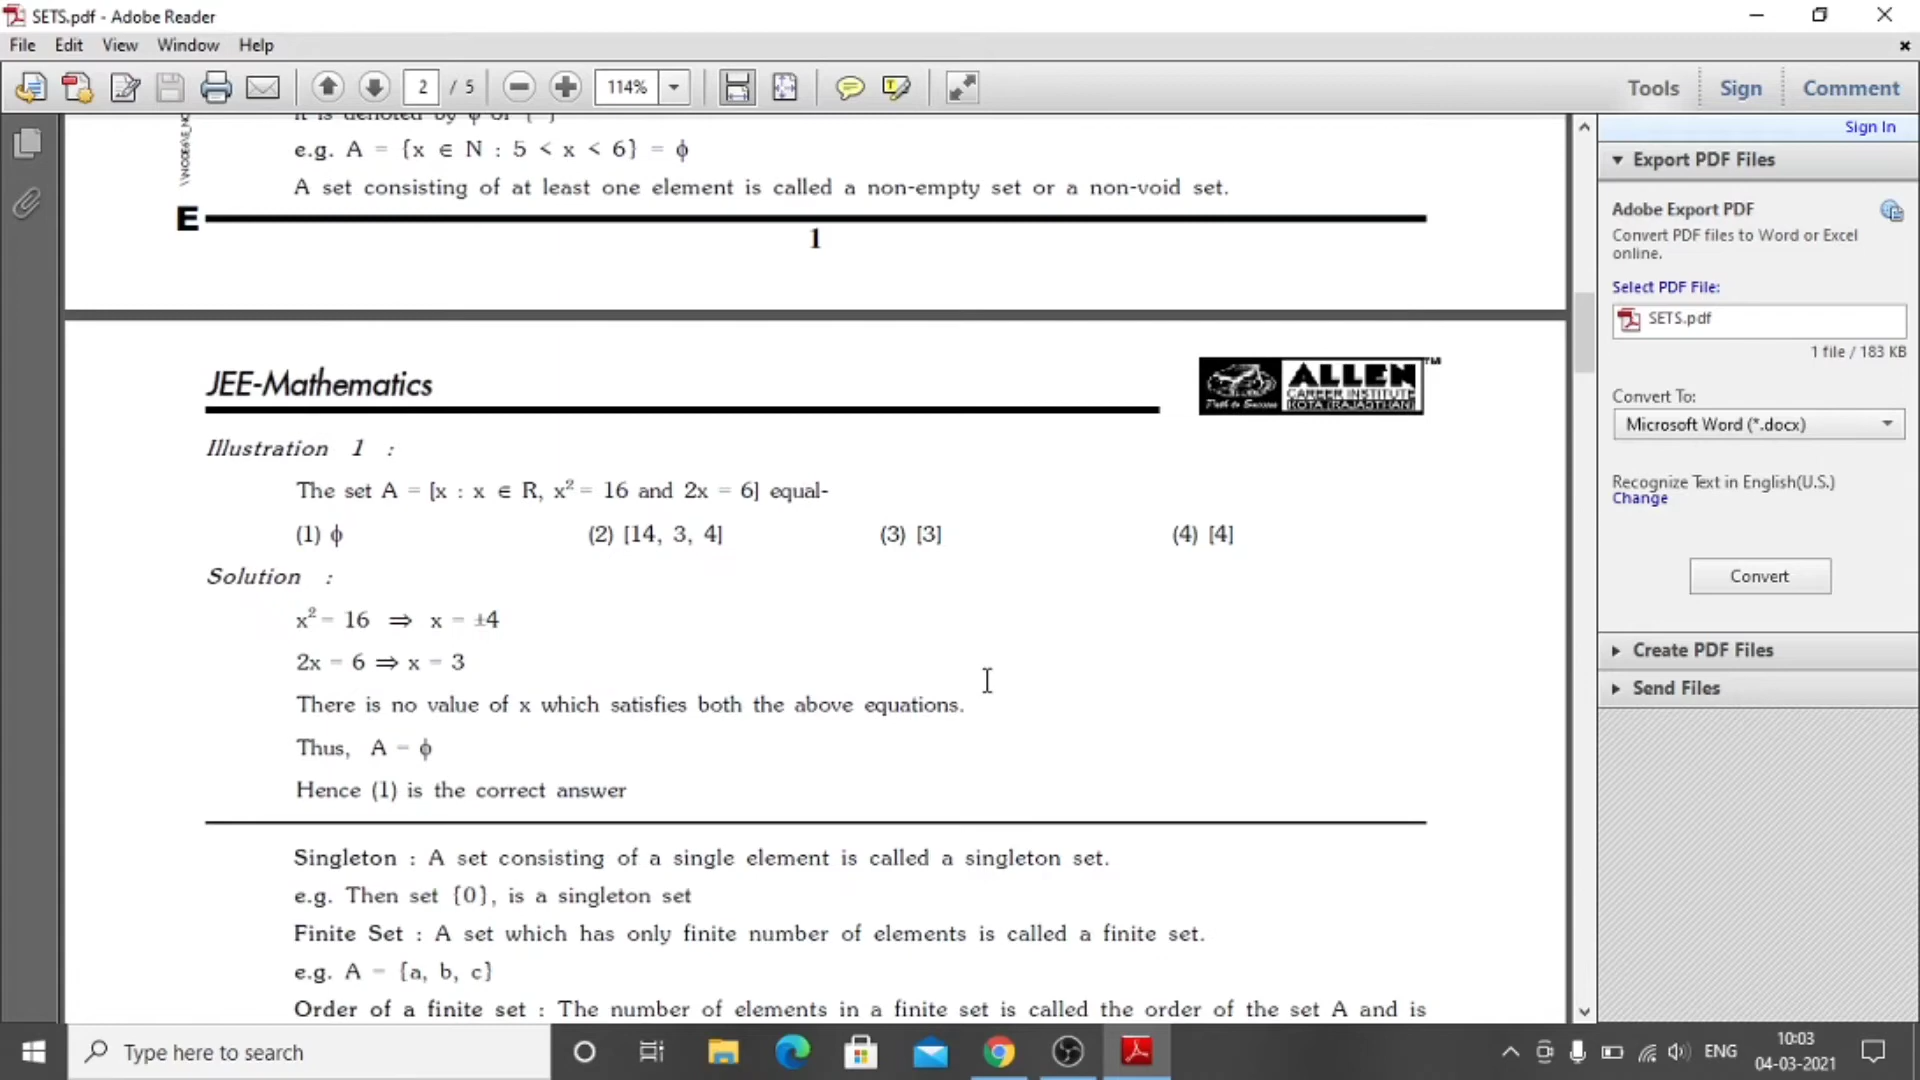 SETS.pdf - Adobe Reader
File Edit View Window Help
2 / 5 114% Tools Sign Comment
Sign In
e.g. A = {x ∈ N : 5 < x < 6} = ϕ
A set consisting of at least one element is called a non-empty set or a non-void set.
E
1
JEE-Mathematics
ALLEN
CAREER INSTITUTE
Path to Success KOTA (RAJASTHAN)
TM
Illustration 1 :
The set A = [x : x ∈ R, x² = 16 and 2x = 6] equal-
(1) ϕ (2) [14, 3, 4] (3) [3] (4) [4]
Solution :
x² = 16 ⇒ x = ±4
2x = 6 ⇒ x = 3
There is no value of x which satisfies both the above equations.
Thus, A = ϕ
Hence (1) is the correct answer
Singleton : A set consisting of a single element is called a singleton set.
e.g. Then set {0}, is a singleton set
Finite Set : A set which has only finite number of elements is called a finite set.
e.g. A = {a, b, c}
Order of a finite set : The number of elements in a finite set is called the order of the set A and is
Export PDF Files
Adobe Export PDF
Convert PDF files to Word or Excel
online.
Select PDF File:
SETS.pdf
1 file / 183 KB
Convert To:
Microsoft Word (*.docx)
Recognize Text in English(U.S.)
Change
Convert
Create PDF Files
Send Files
Type here to search
ENG
10:03
04-03-2021